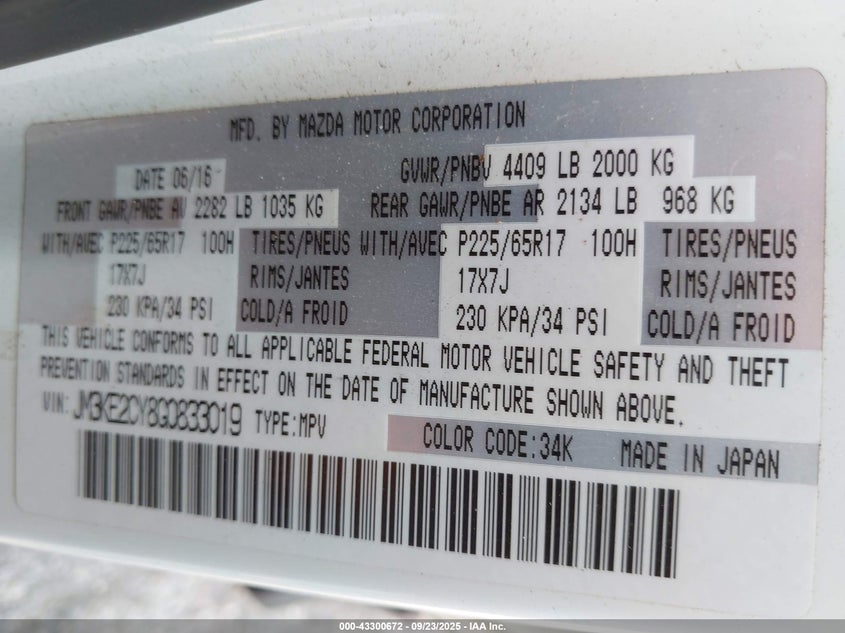 MFD. BY MAZDA MOTOR CORPORATION
DATE 06/16 GVWR/PNBV 4409 LB 2000 KG
FRONT GAWR/PNBE AV 2282 LB 1035 KG REAR GAWR/PNBE AR 2134 LB 968 KG
WITH/AVEC P225/65R17 100H TIRES/PNEUS WITH/AVEC P225/65R17 100H TIRES/PNEUS
17X7J RIMS/JANTES 17X7J RIMS/JANTES
230 KPA/34 PSI COLD/A FROID 230 KPA/34 PSI COLD/A FROID
THIS VEHICLE CONFORMS TO ALL APPLICABLE FEDERAL MOTOR VEHICLE SAFETY AND THEFT
PREVENTION STANDARDS IN EFFECT ON THE DATE OF MANUFACTURE SHOWN ABOVE.
VIN: JM3KE2CY8G0833019 TYPE:MPV COLOR CODE:34K MADE IN JAPAN
000-43300672 - 09/23/2025 - IAA Inc.